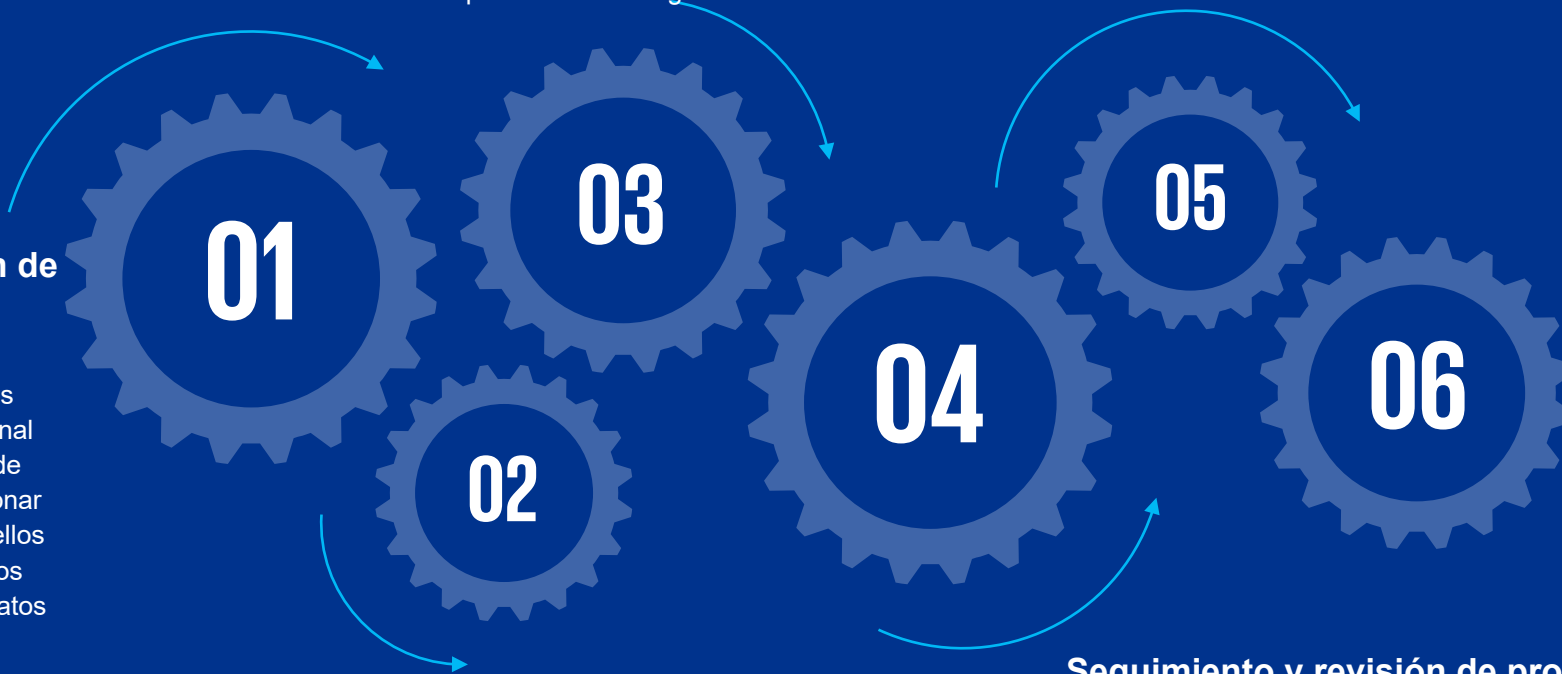 01
03
05
04
06
02
n de
s
nal
de
onar
ellos
os
atos
Seguimiento y revisión de pro